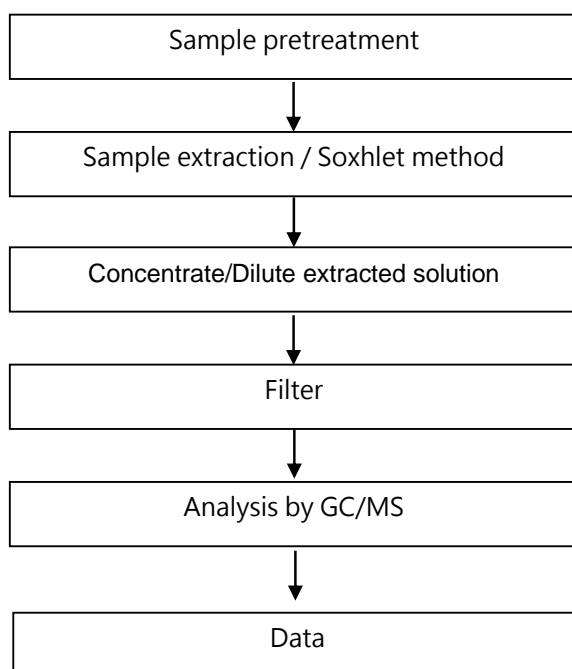 Sample pretreatment
Sample extraction / Soxhlet method
Concentrate/Dilute extracted solution
Filter
Analysis by GC/MS
Data